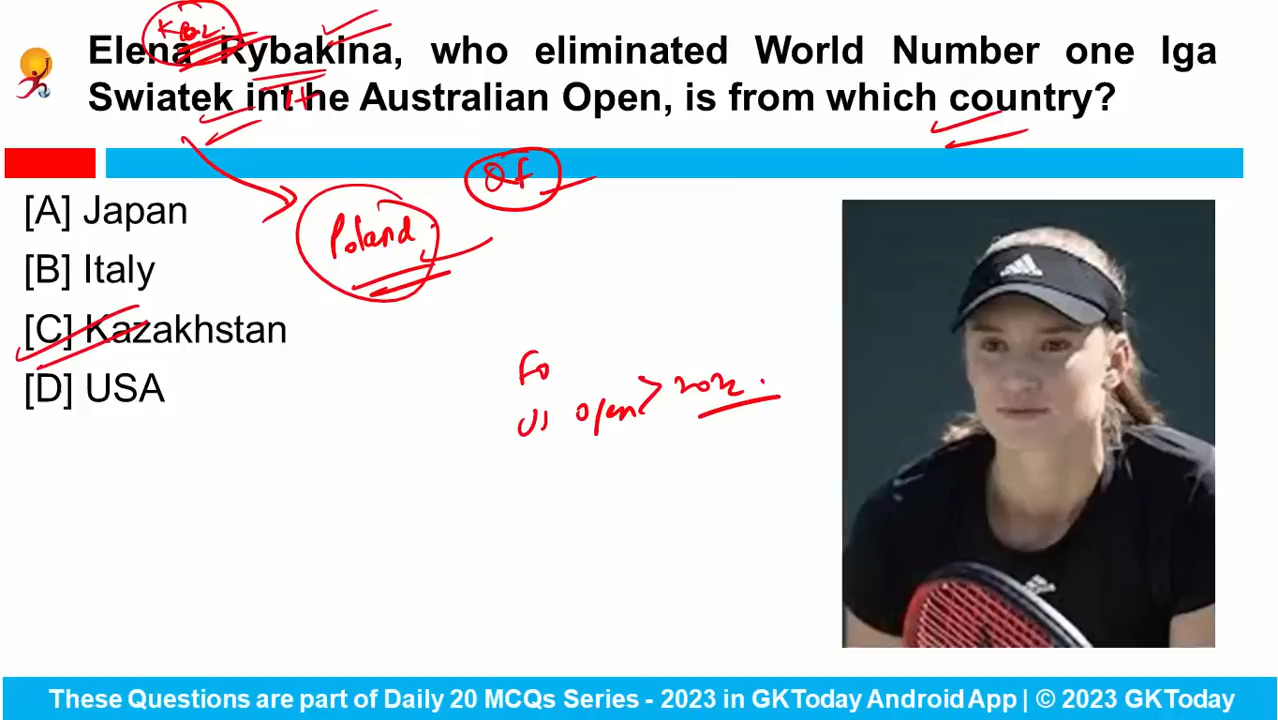 Elena Rybakina, who eliminated World Number one Iga
Swiatek int he Australian Open, is from which country?
QF
Poland
[A] Japan
[B] Italy
[C] Kazakhstan
[D] USA
FO
US open > 2022.
These Questions are part of Daily 20 MCQs Series - 2023 in GKToday Android App | © 2023 GKToday